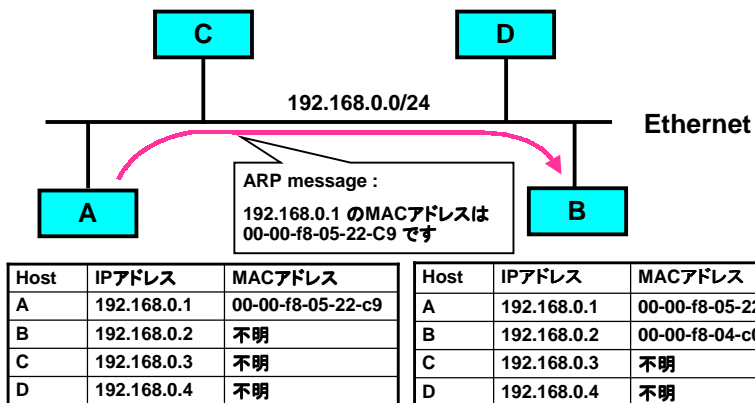 C
D
192.168.0.0/24
Ethernet
ARP message :
192.168.0.1 のMACアドレスは
00-00-f8-05-22-C9 です
A
B
Host IPアドレス MACアドレス
A 192.168.0.1 00-00-f8-05-22-c9
B 192.168.0.2 不明
C 192.168.0.3 不明
D 192.168.0.4 不明
Host IPアドレス MACアドレス
A 192.168.0.1
B 192.168.0.2
C 192.168.0.3 不明
D 192.168.0.4 不明